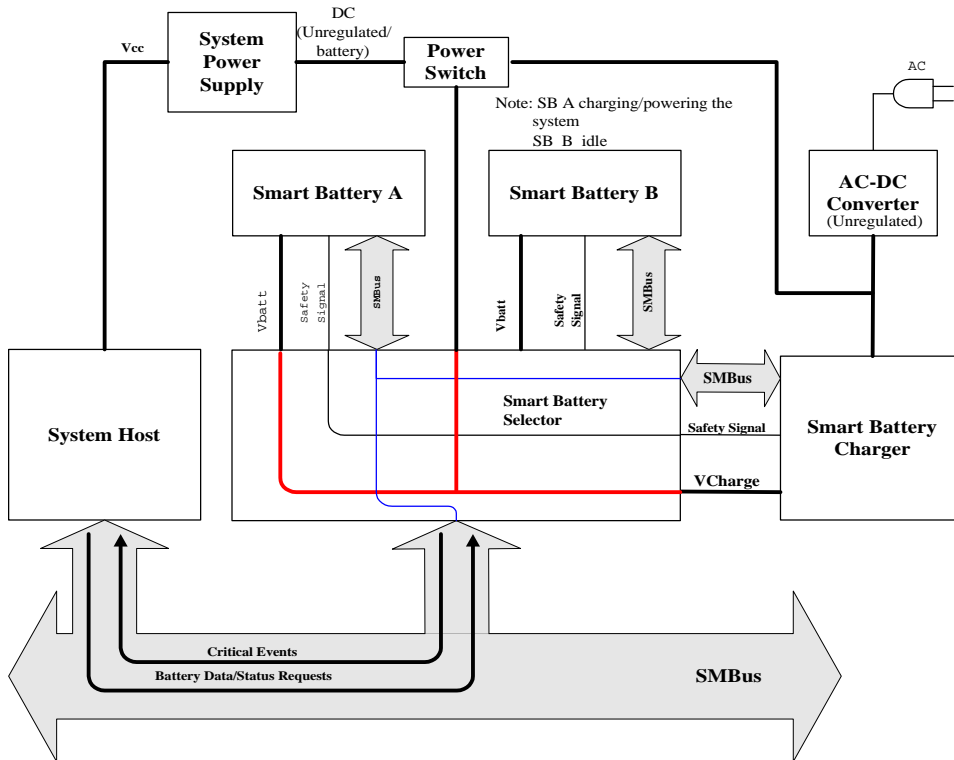 DC
(Unregulated/
battery)
System
Power
Supply
Vcc
Power
Switch
AC
Note: SB A charging/powering the
system
SB B idle
Smart Battery A
Smart Battery B
AC-DC
Converter
(Unregulated)
Vbatt
Safety
Signal
SMBus
Vbatt
Safety
Signal
SMBus
System Host
Smart Battery
Selector
SMBus
Safety Signal
VCharge
Smart Battery
Charger
Critical Events
Battery Data/Status Requests
SMBus